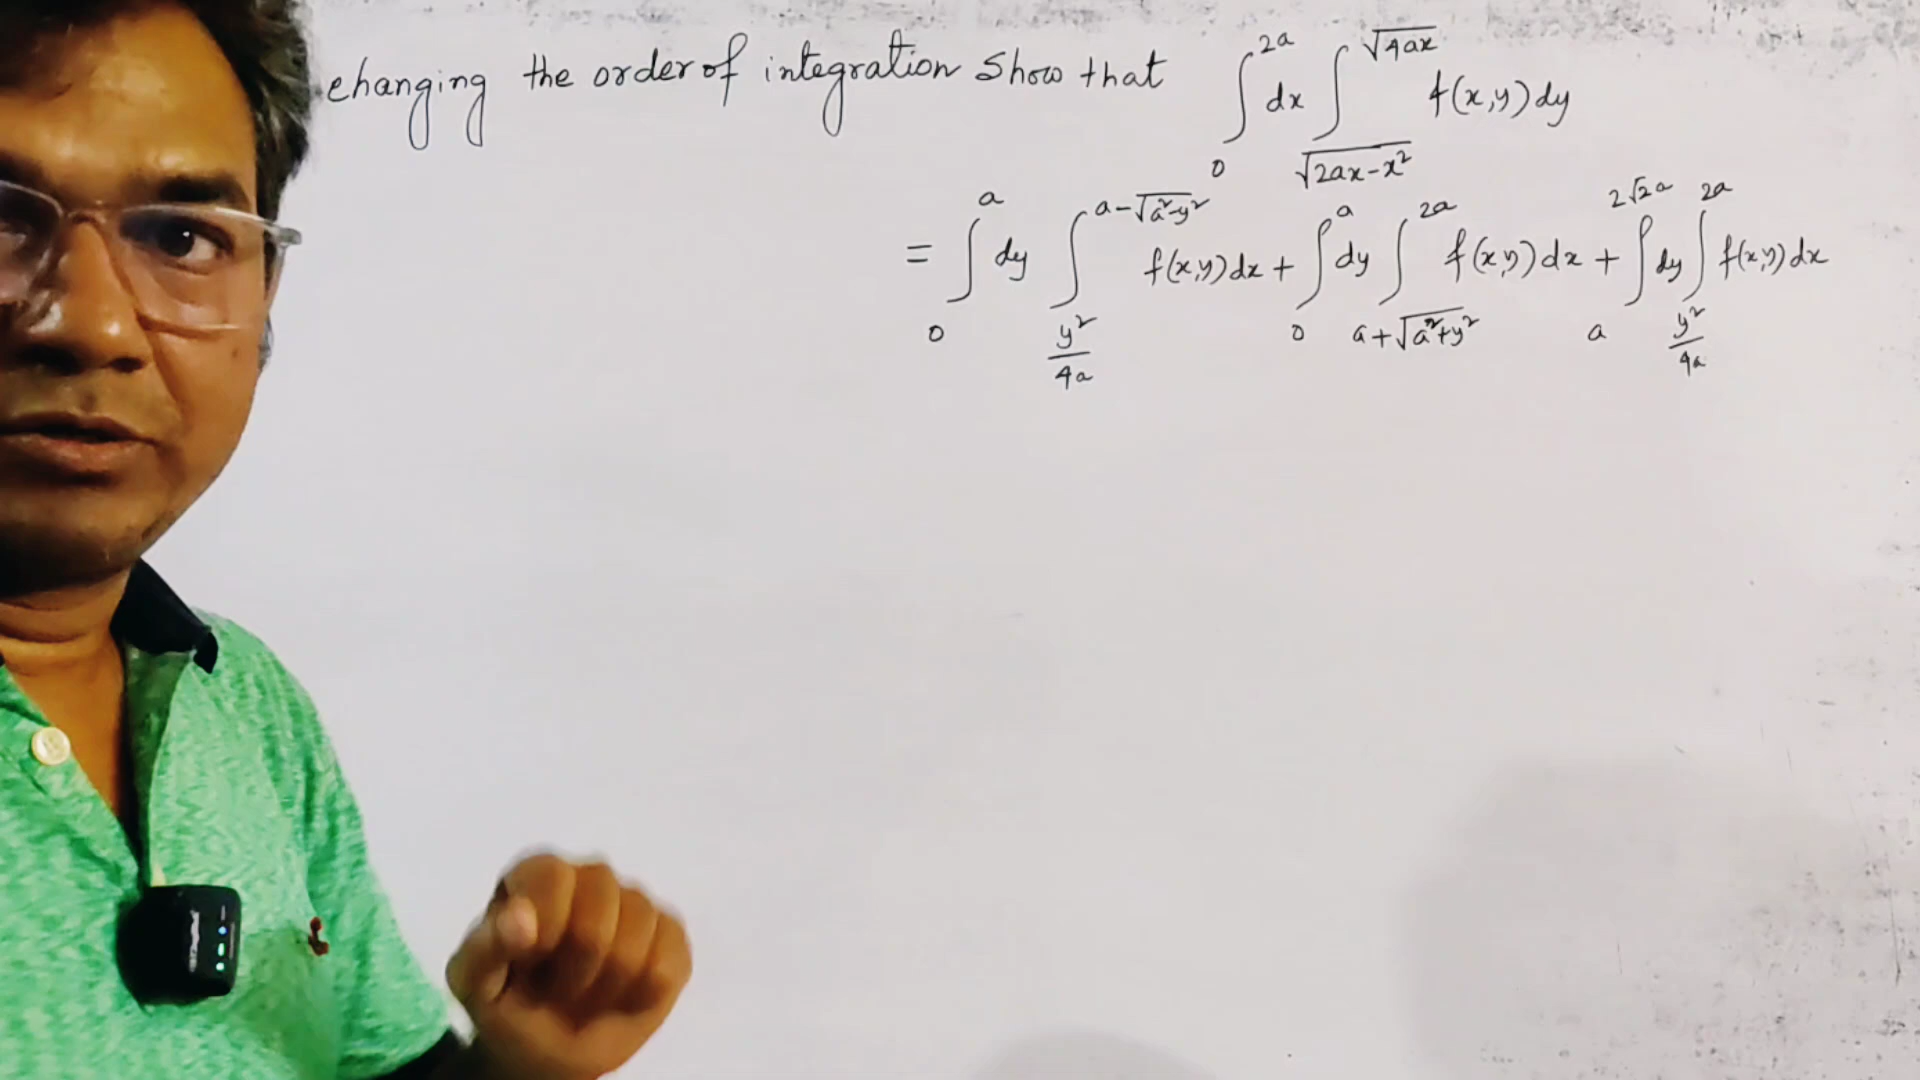 changing the order of integration show that ∫₀^{2a} dx ∫_{√(2ax-x²)}^{√(4ax)} f(x,y) dy
= ∫₀^{a} dy ∫_{y²/4a}^{a-√(a²-y²)} f(x,y) dx + ∫₀^{a} dy ∫_{a+√(a²+y²)}^{2a} f(x,y) dx + ∫_{a}^{2√2a} dy ∫_{y²/4a}^{2a} f(x,y) dx